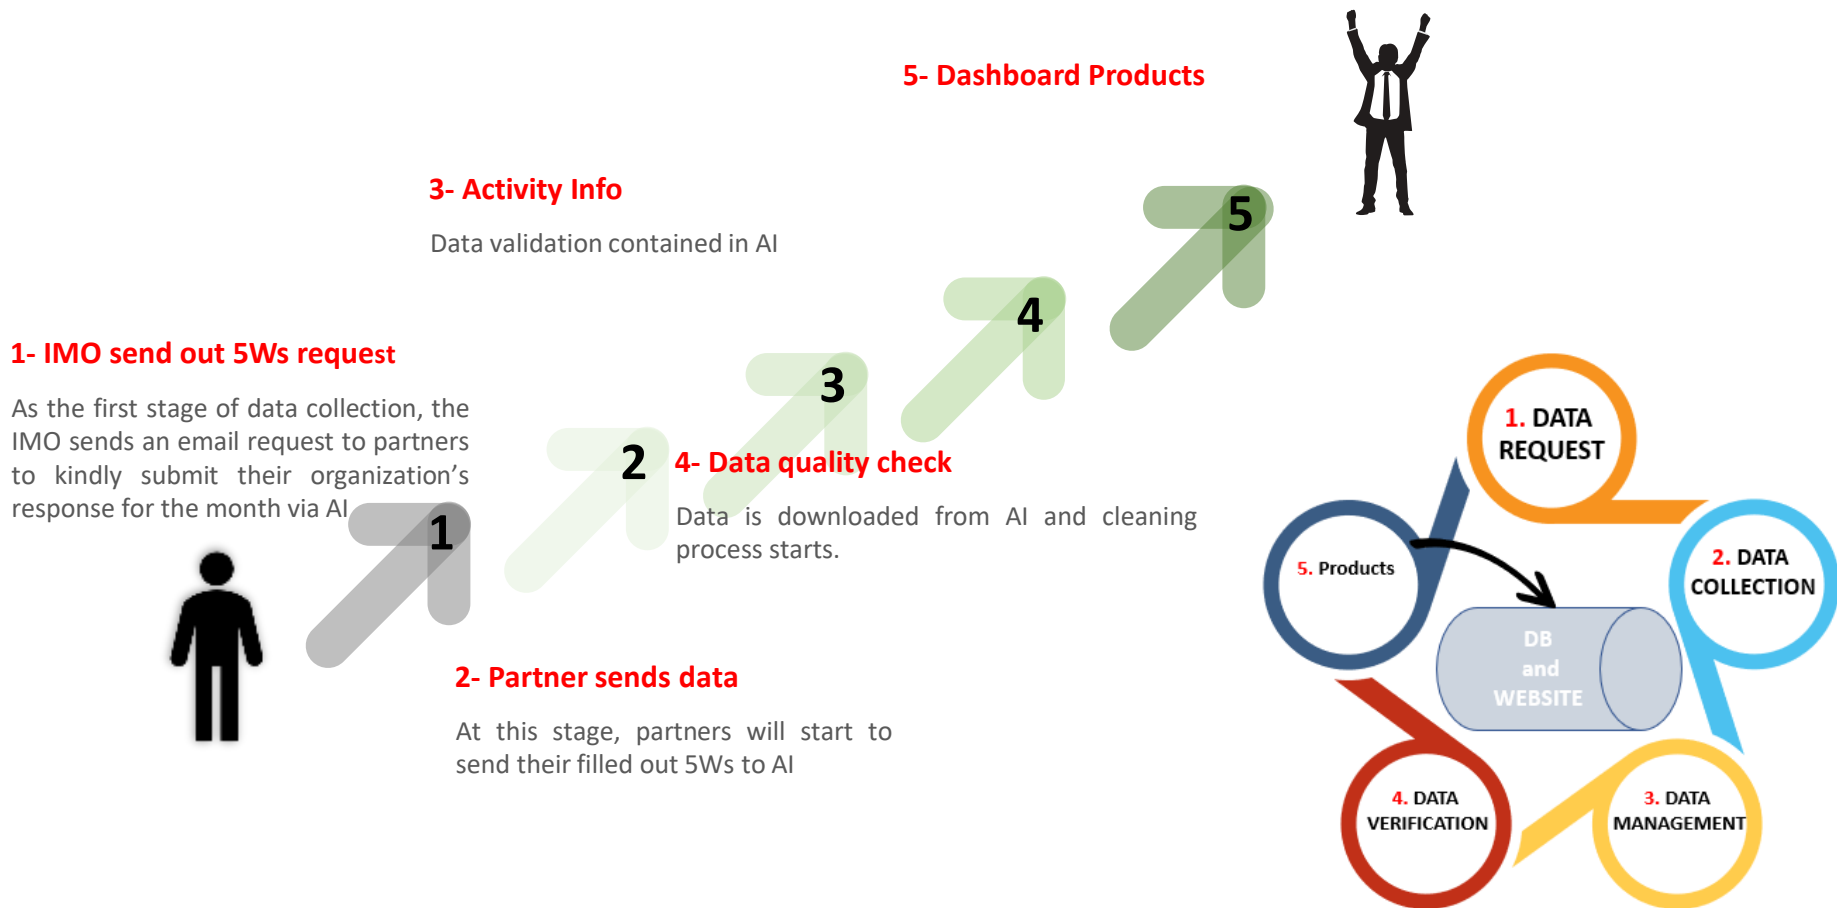 5- Dashboard Products
3- Activity Info
Data validation contained in AI
1- IMO send out 5Ws request
As the first stage of data collection, the
IMO sends an email request to partners
to kindly submit their organization’s
response for the month via AI
1
2
3
4
5
4- Data quality check
Data is downloaded from AI and cleaning
process starts.
2- Partner sends data
At this stage, partners will start to
send their filled out 5Ws to AI
1. DATA
REQUEST
2. DATA
COLLECTION
3. DATA
MANAGEMENT
4. DATA
VERIFICATION
5. Products
DB
and
WEBSITE